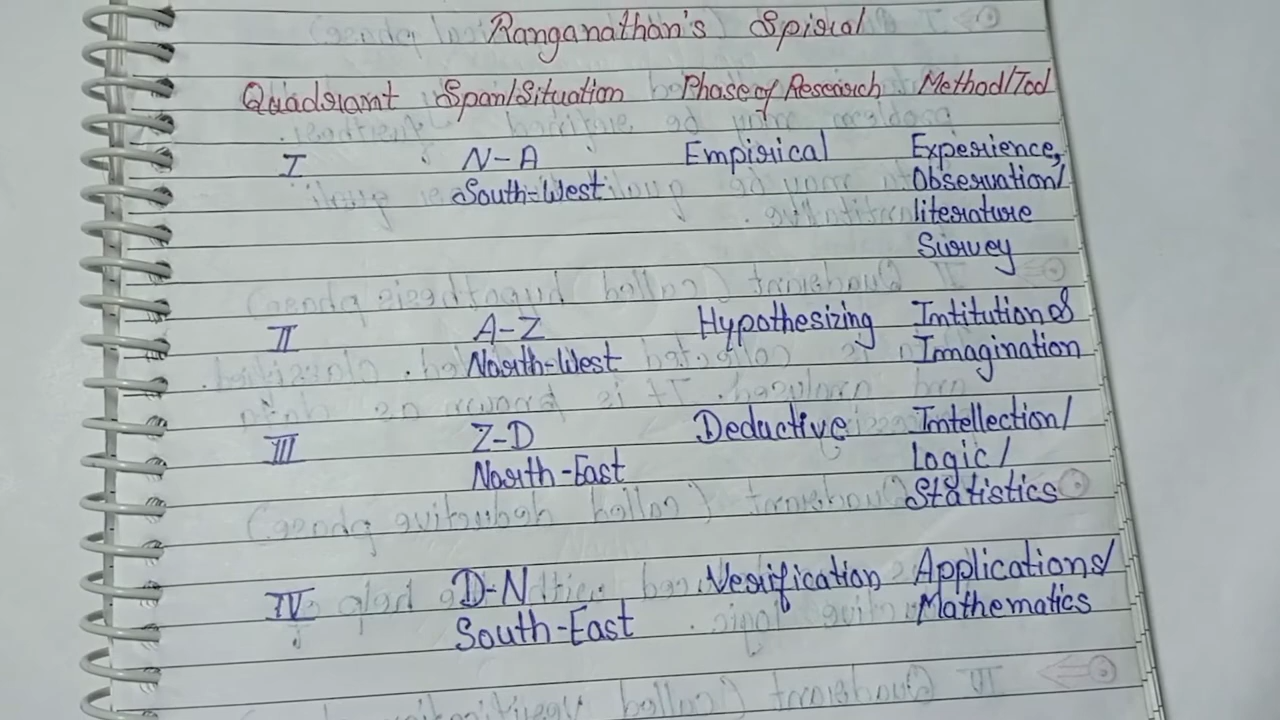 Ranganathan's Spiral
Quadrant Span/Situation Phase of Research Method/Tool
I N-A Empirical Experience,
South-West Observation/
literature
Survey
II A-Z Hypothesizing Intitution &
North-West Imagination
III Z-D Deductive Intellection/
North-East Logic/
Statistics
IV D-N Verification Applications/
South-East Mathematics